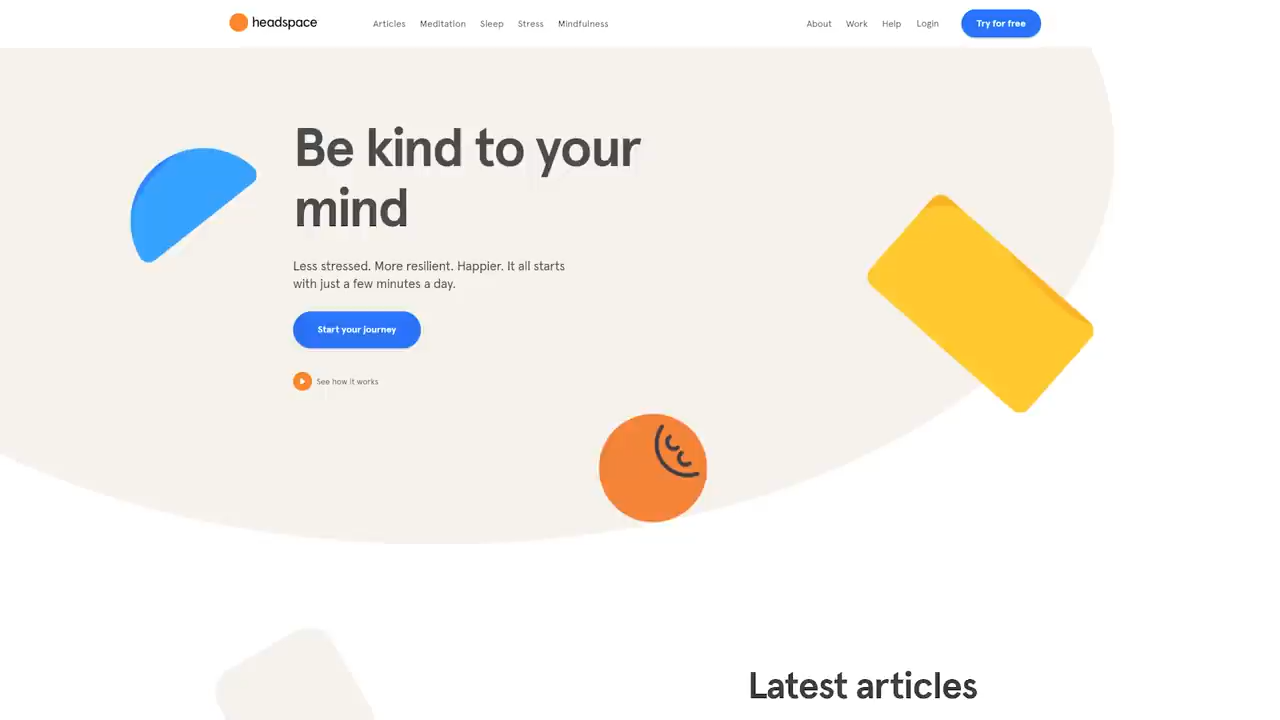 headspace
Articles Meditation Sleep Stress Mindfulness
About Work Help Login Try for free
Be kind to your
mind
Less stressed. More resilient. Happier. It all starts
with just a few minutes a day.
Start your journey
See how it works
Latest articles